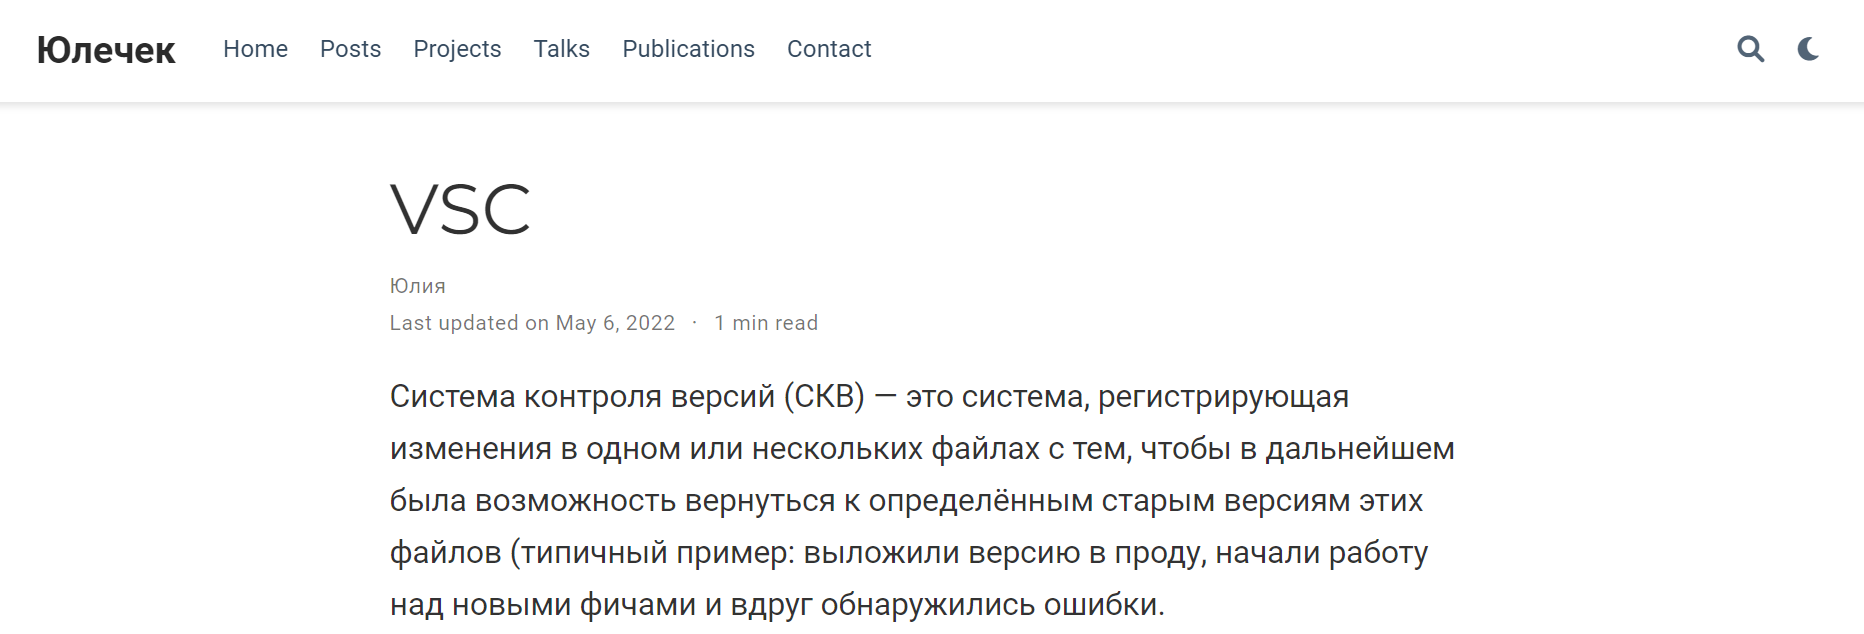 Юлечек Home Posts Projects Talks Publications Contact
VSC
Юлия
Last updated on May 6, 2022 · 1 min read
Система контроля версий (СКВ) — это система, регистрирующая
изменения в одном или нескольких файлах с тем, чтобы в дальнейшем
была возможность вернуться к определённым старым версиям этих
файлов (типичный пример: выложили версию в проду, начали работу
над новыми фичами и вдруг обнаружились ошибки.